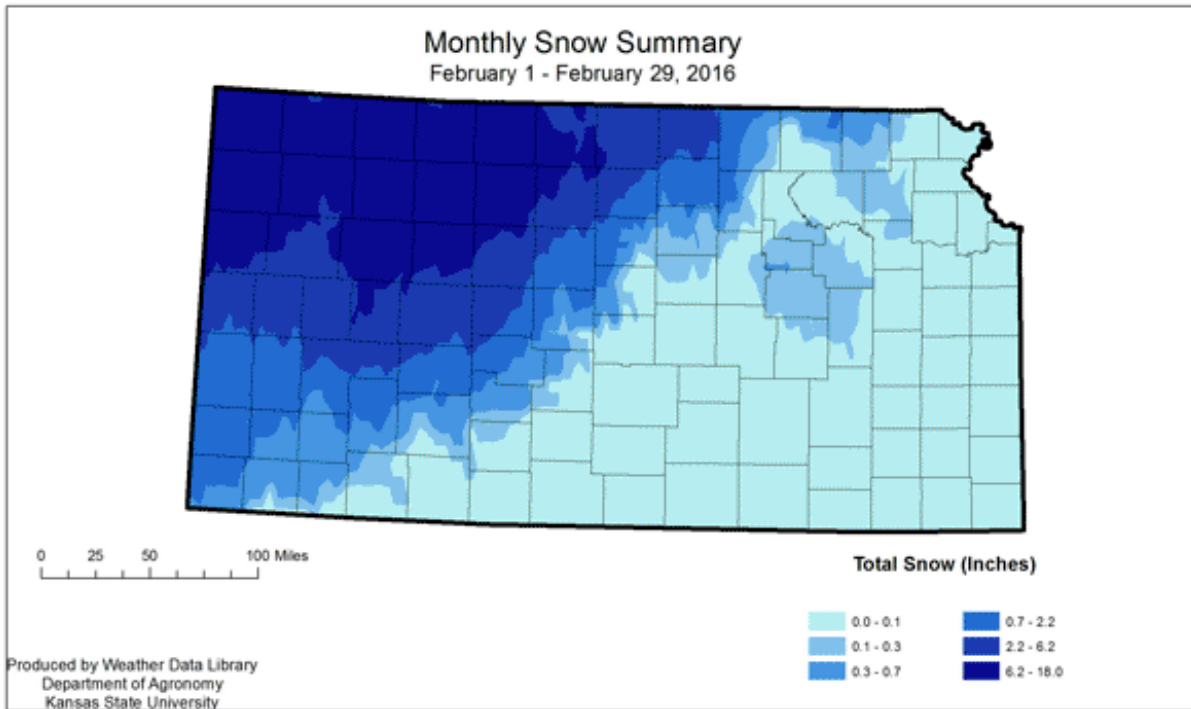 Monthly Snow Summary
February 1 - February 29, 2016
0 25 50 100 Miles
Total Snow (Inches)
0.0 - 0.1 0.7 - 2.2
0.1 - 0.3 2.2 - 6.2
0.3 - 0.7 6.2 - 18.0
Produced by Weather Data Library
Department of Agronomy
Kansas State University